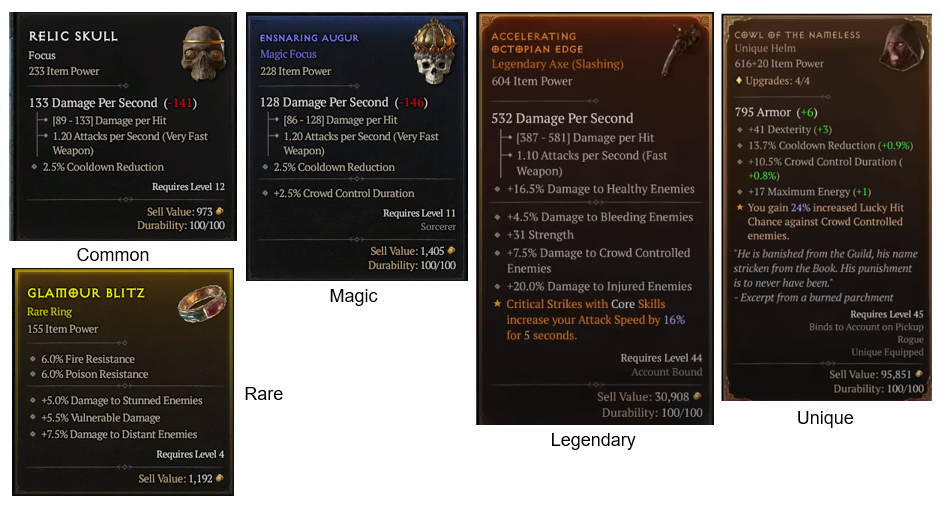 RELIC SKULL
Focus
233 Item Power
133 Damage Per Second (-141)
[89 - 133] Damage per Hit
1.20 Attacks per Second (Very Fast
Weapon)
2.5% Cooldown Reduction
Requires Level 12
Sell Value: 973
Durability: 100/100
Common
ENSNARING AUGUR
Magic Focus
228 Item Power
128 Damage Per Second (-146)
[86 - 128] Damage per Hit
1.20 Attacks per Second (Very Fast
Weapon)
2.5% Cooldown Reduction
+2.5% Crowd Control Duration
Requires Level 11
Sorcerer
Sell Value: 1,405
Durability: 100/100
Magic
GLAMOUR BLITZ
Rare Ring
155 Item Power
6.0% Fire Resistance
6.0% Poison Resistance
+5.0% Damage to Stunned Enemies
+5.5% Vulnerable Damage
+7.5% Damage to Distant Enemies
Requires Level 4
Sell Value: 1,192
Rare
ACCELERATING
OCTOPIAN EDGE
Legendary Axe (Slashing)
604 Item Power
532 Damage Per Second
[387 - 581] Damage per Hit
1.10 Attacks per Second (Fast
Weapon)
+16.5% Damage to Healthy Enemies
+4.5% Damage to Bleeding Enemies
+31 Strength
+7.5% Damage to Crowd Controlled
Enemies
+20.0% Damage to Injured Enemies
Critical Strikes with Core Skills
increase your Attack Speed by 16%
for 5 seconds.
Requires Level 44
Account Bound
Sell Value: 30,908
Durability: 100/100
Legendary
COWL OF THE NAMELESS
Unique Helm
616+20 Item Power
Upgrades: 4/4
795 Armor (+6)
+41 Dexterity (+3)
13.7% Cooldown Reduction (+0.9%)
+10.5% Crowd Control Duration (
+0.8%)
+17 Maximum Energy (+1)
You gain 24% increased Lucky Hit
Chance against Crowd Controlled
enemies.
"He is banished from the Guild, his name
stricken from the Book. His punishment
is to never have been."
- Excerpt from a burned parchment
Requires Level 45
Binds to Account on Pickup
Rogue
Unique Equipped
Sell Value: 95,851
Durability: 100/100
Unique